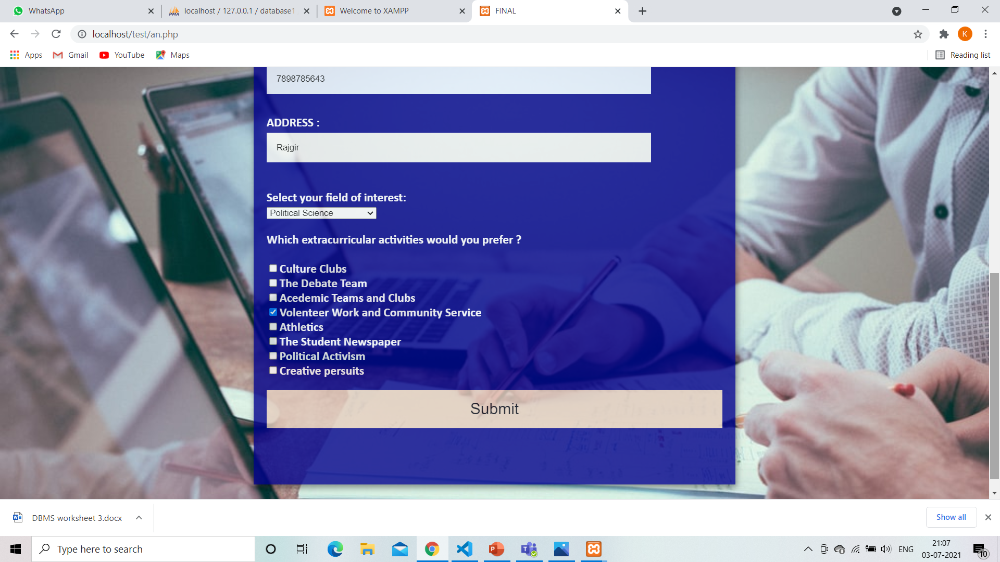 WhatsApp
localhost / 127.0.0.1 / database1
Welcome to XAMPP
FINAL
localhost/test/an.php
K
Apps
Gmail
YouTube
Maps
Reading list
7898785643
ADDRESS :
Rajgir
Select your field of interest:
Political Science
Which extracurricular activities would you prefer ?
Culture Clubs
The Debate Team
Acedemic Teams and Clubs
Volenteer Work and Community Service
Athletics
The Student Newspaper
Political Activism
Creative persuits
Submit
DBMS worksheet 3.docx
Show all
Type here to search
ENG
21:07
03-07-2021
10